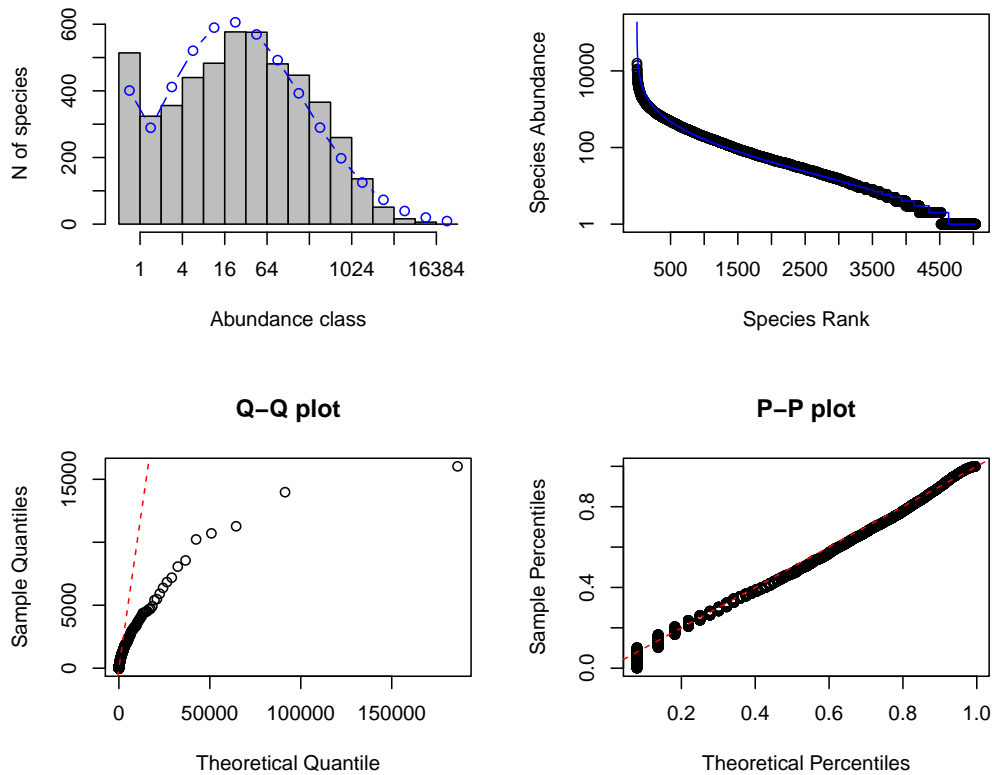 N of species
0 200 400 600
1 4 16 64 1024 16384
Abundance class
Species Abundance
1 100 10000
500 1500 2500 3500 4500
Species Rank
Q−Q plot
Sample Quantiles
0 5000 15000
0 50000 100000 150000
Theoretical Quantile
P−P plot
Sample Percentiles
0.0 0.4 0.8
0.2 0.4 0.6 0.8 1.0
Theoretical Percentiles